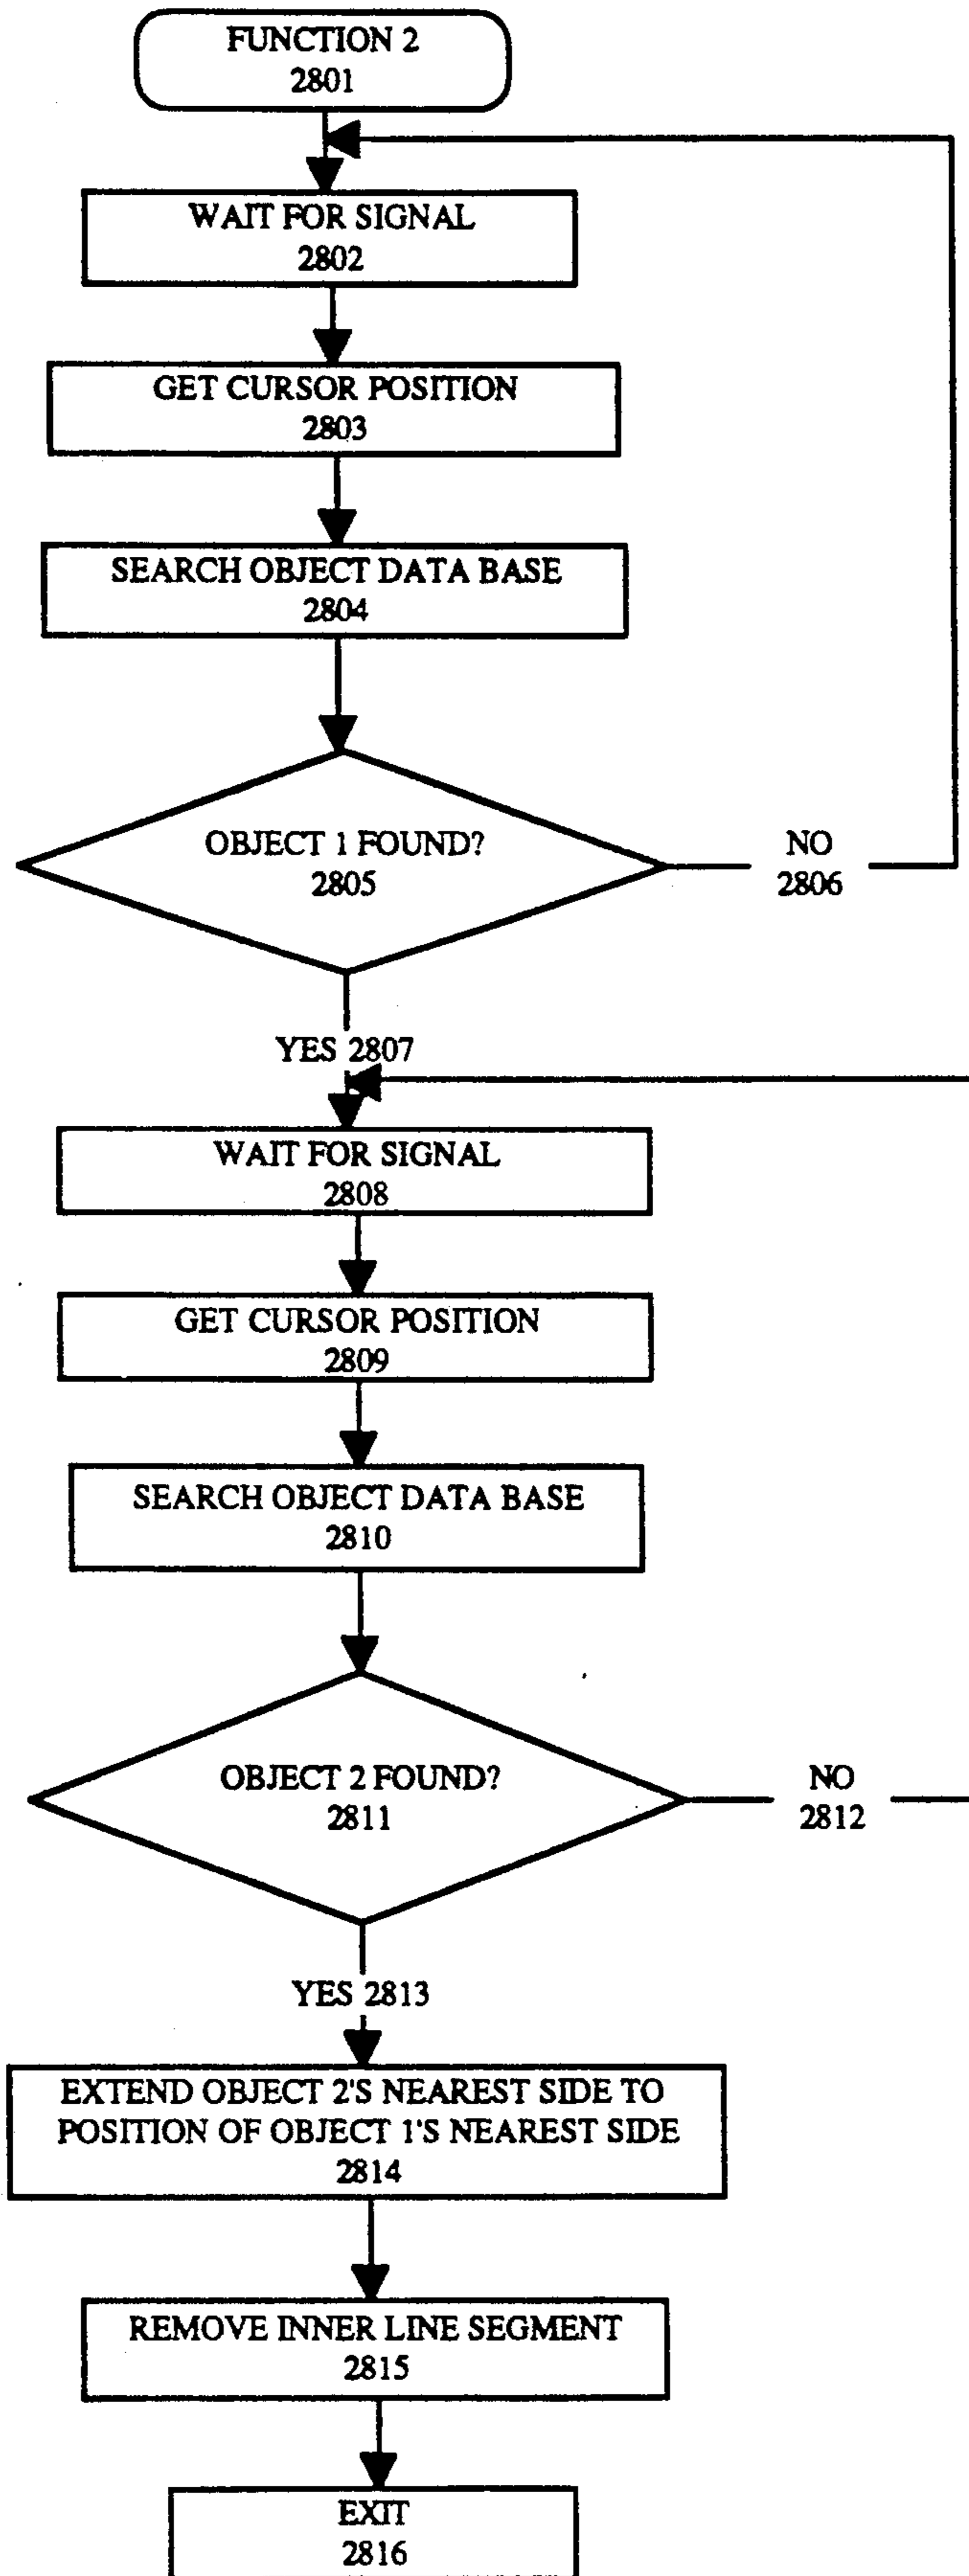 FUNCTION 2
2801
WAIT FOR SIGNAL
2802
GET CURSOR POSITION
2803
SEARCH OBJECT DATA BASE
2804
OBJECT 1 FOUND?
2805
NO
2806
YES 2807
WAIT FOR SIGNAL
2808
GET CURSOR POSITION
2809
SEARCH OBJECT DATA BASE
2810
OBJECT 2 FOUND?
2811
NO
2812
YES 2813
EXTEND OBJECT 2'S NEAREST SIDE TO
POSITION OF OBJECT 1'S NEAREST SIDE
2814
REMOVE INNER LINE SEGMENT
2815
EXIT
2816